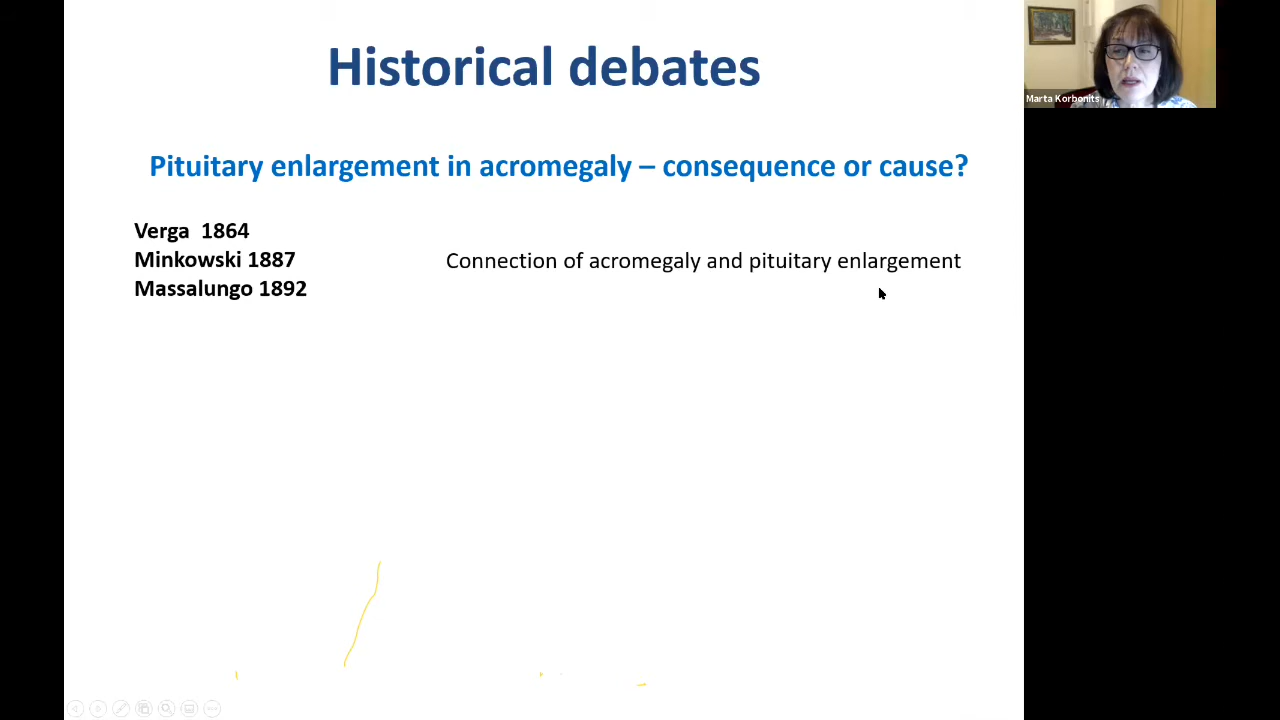 Historical debates
Pituitary enlargement in acromegaly – consequence or cause?
Verga 1864
Minkowski 1887
Massalungo 1892
Connection of acromegaly and pituitary enlargement
Marta Korbonits